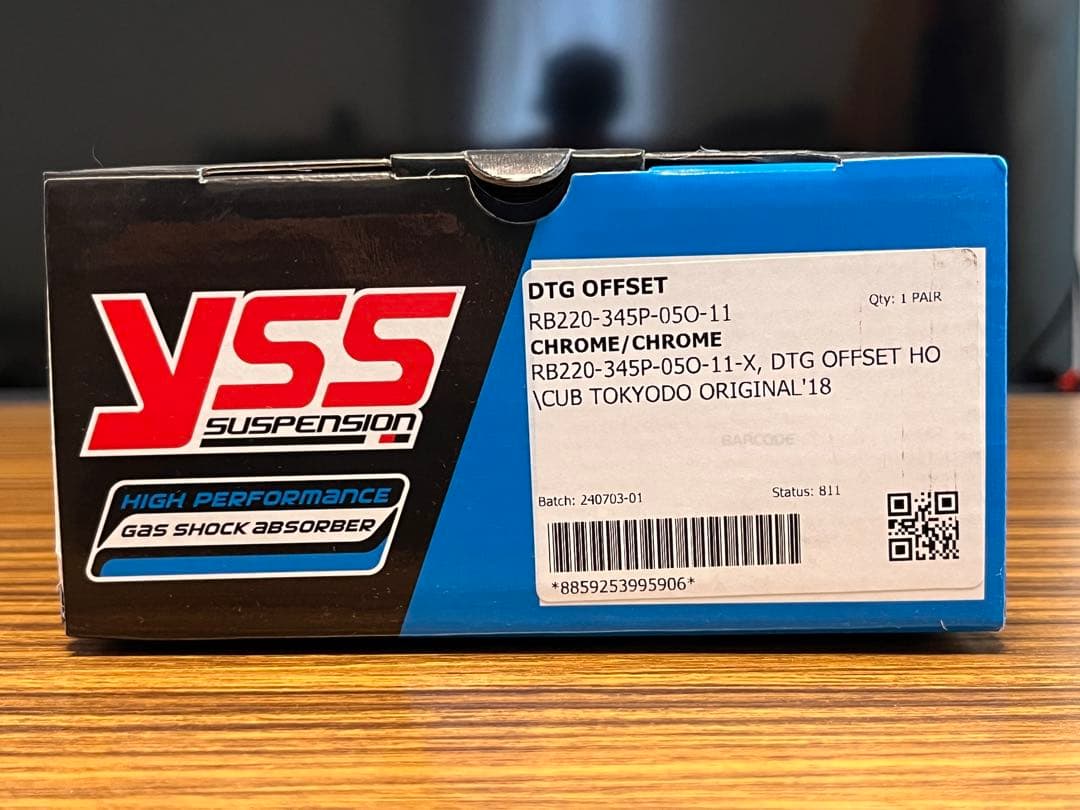 YSS
SUSPENSION
HIGH PERFORMANCE
GAS SHOCK ABSORBER
DTG OFFSET
Qty: 1 PAIR
RB220-345P-05O-11
CHROME/CHROME
RB220-345P-05O-11-X, DTG OFFSET HO
\CUB TOKYODO ORIGINAL'18
BARCODE
Batch: 240703-01
Status: 811
*8859253995906*